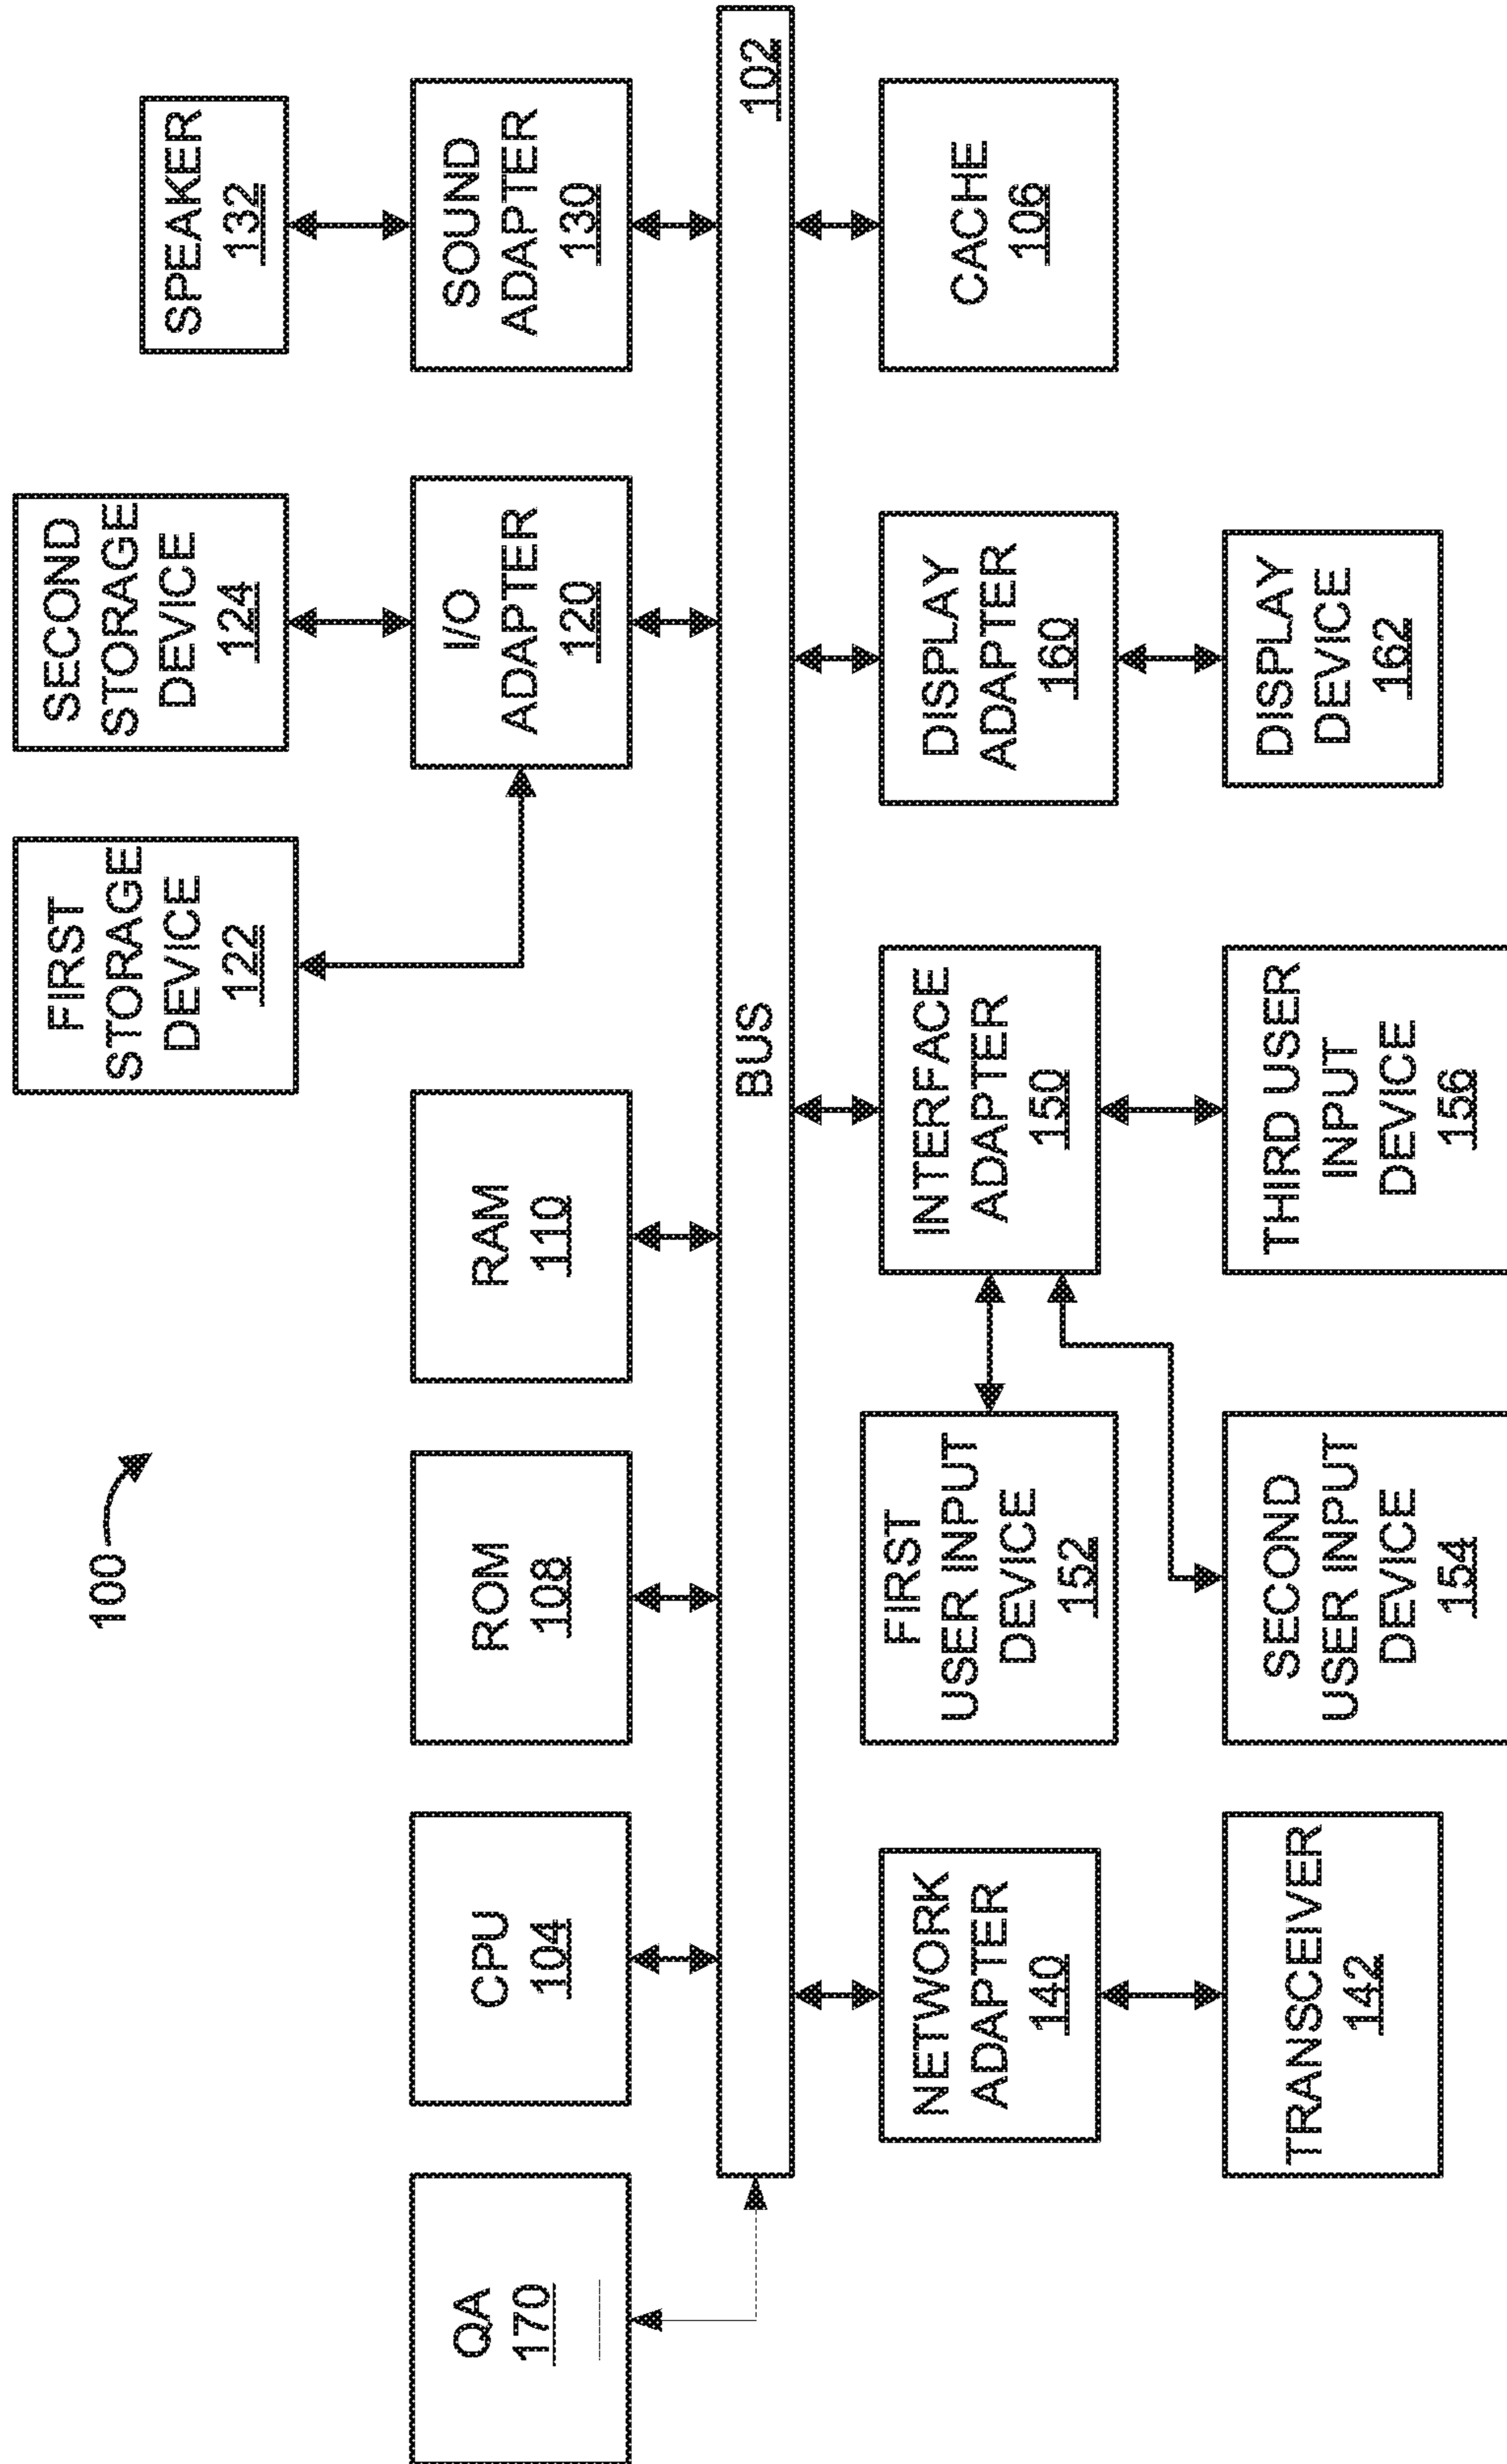 100
SECOND
STORAGE
DEVICE
124
FIRST
STORAGE
DEVICE
122
SPEAKER
132
QA
170
CPU
104
ROM
108
RAM
110
I/O
ADAPTER
120
SOUND
ADAPTER
130
BUS
102
NETWORK
ADAPTER
140
FIRST
USER INPUT
DEVICE
152
INTERFACE
ADAPTER
150
DISPLAY
ADAPTER
160
CACHE
106
TRANSCEIVER
142
SECOND
USER INPUT
DEVICE
154
THIRD USER
INPUT
DEVICE
156
DISPLAY
DEVICE
162